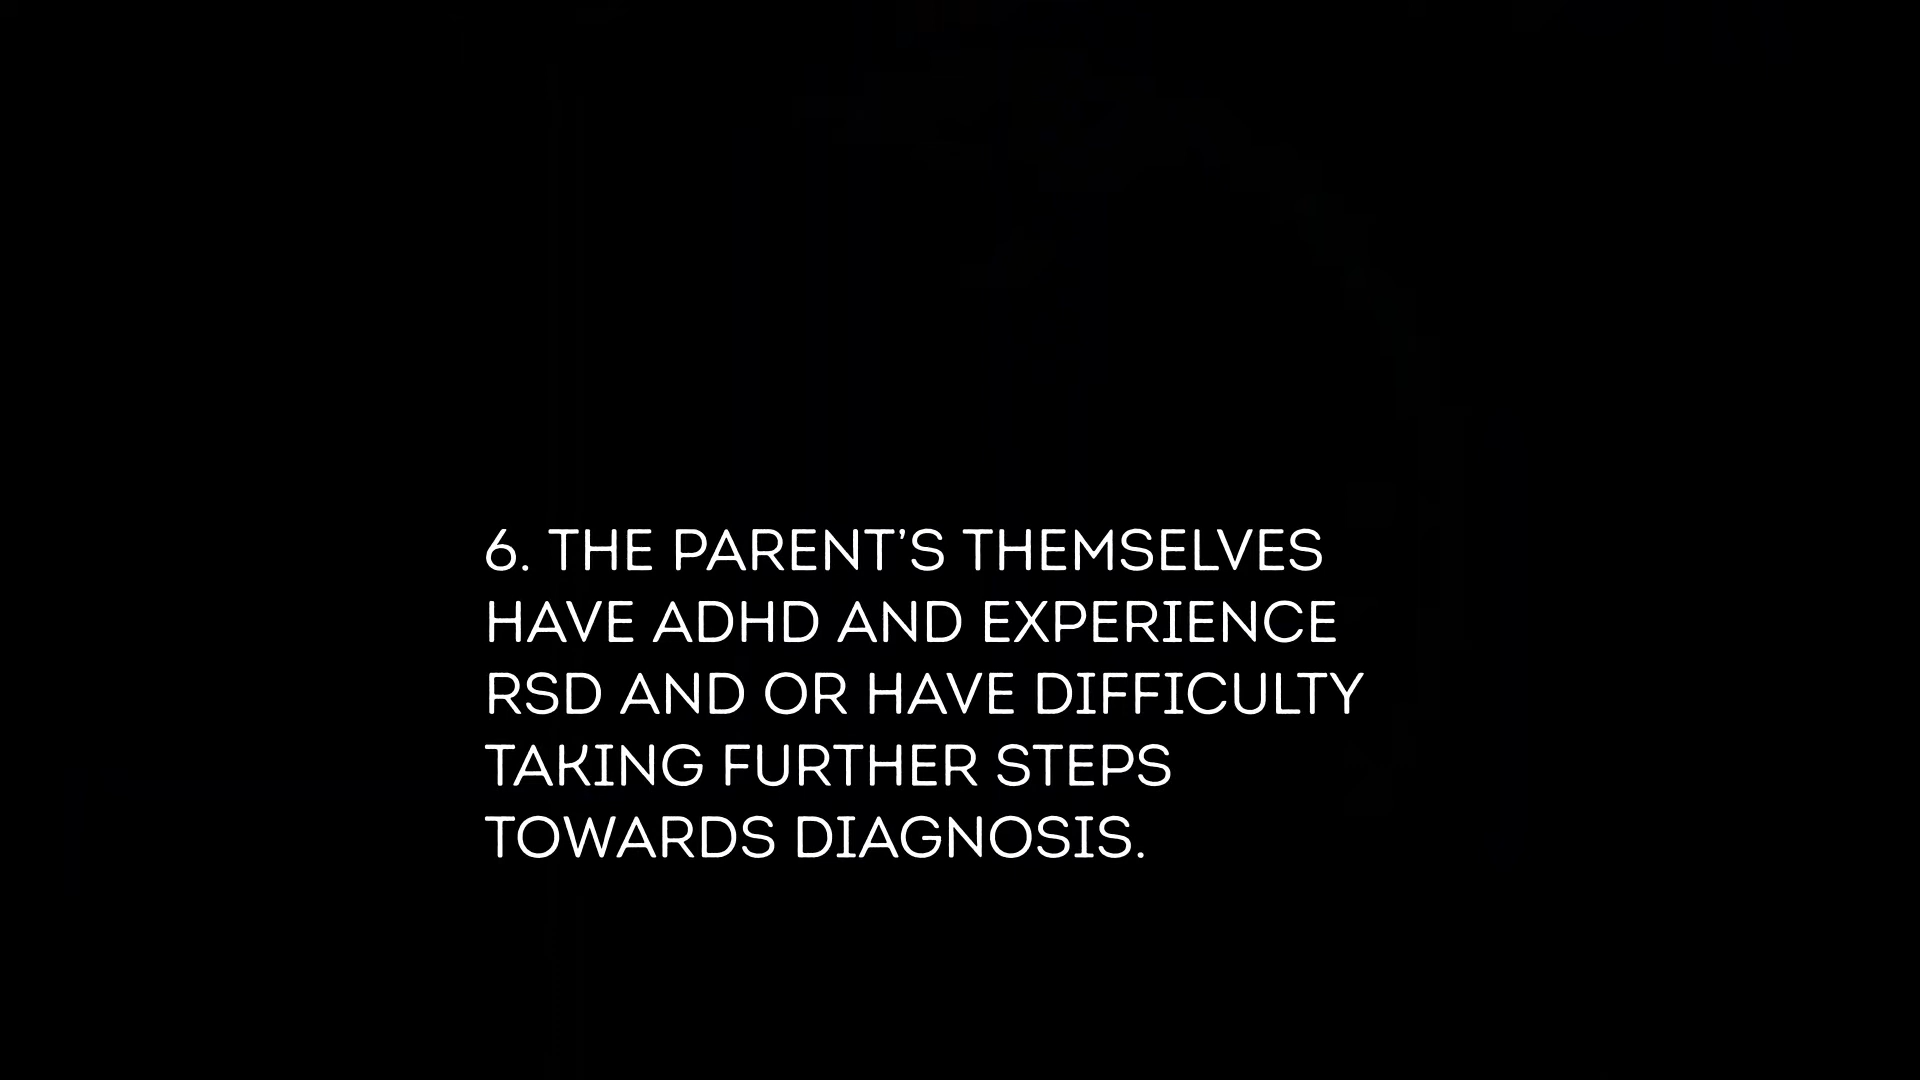 6. THE PARENT’S THEMSELVES
HAVE ADHD AND EXPERIENCE
RSD AND OR HAVE DIFFICULTY
TAKING FURTHER STEPS
TOWARDS DIAGNOSIS.